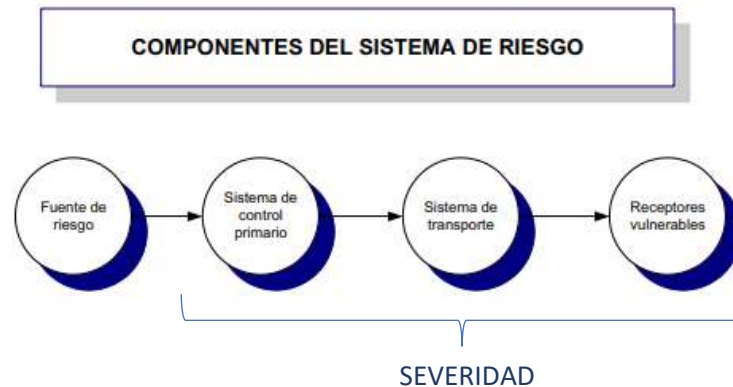 COMPONENTES DEL SISTEMA DE RIESGO
Fuente de
riesgo
Sistema de
control
primario
Sistema de
transporte
Receptores
vulnerables
SEVERIDAD